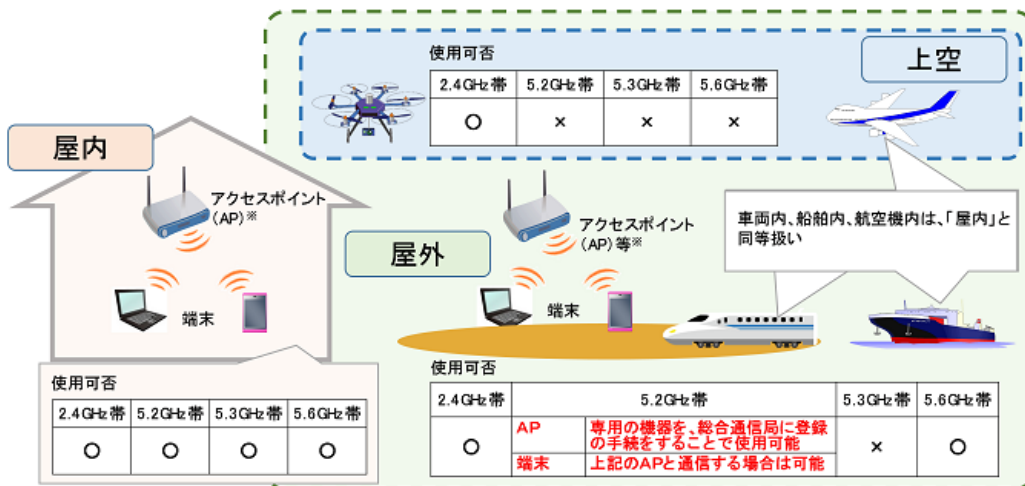 上空
使用可否
2.4GHz帯 5.2GHz帯 5.3GHz帯 5.6GHz帯
○ × × ×
屋内
アクセスポイント
(AP)※
端末
使用可否
2.4GHz帯 5.2GHz帯 5.3GHz帯 5.6GHz帯
○ ○ ○ ○
屋外
アクセスポイント
(AP)等※
端末
車両内、船舶内、航空機内は、「屋内」と
同等扱い
使用可否
2.4GHz帯 5.2GHz帯 5.3GHz帯 5.6GHz帯
○ AP 専用の機器を、総合通信局に登録
の手続をすることで使用可能 × ○
端末 上記のAPと通信する場合は可能